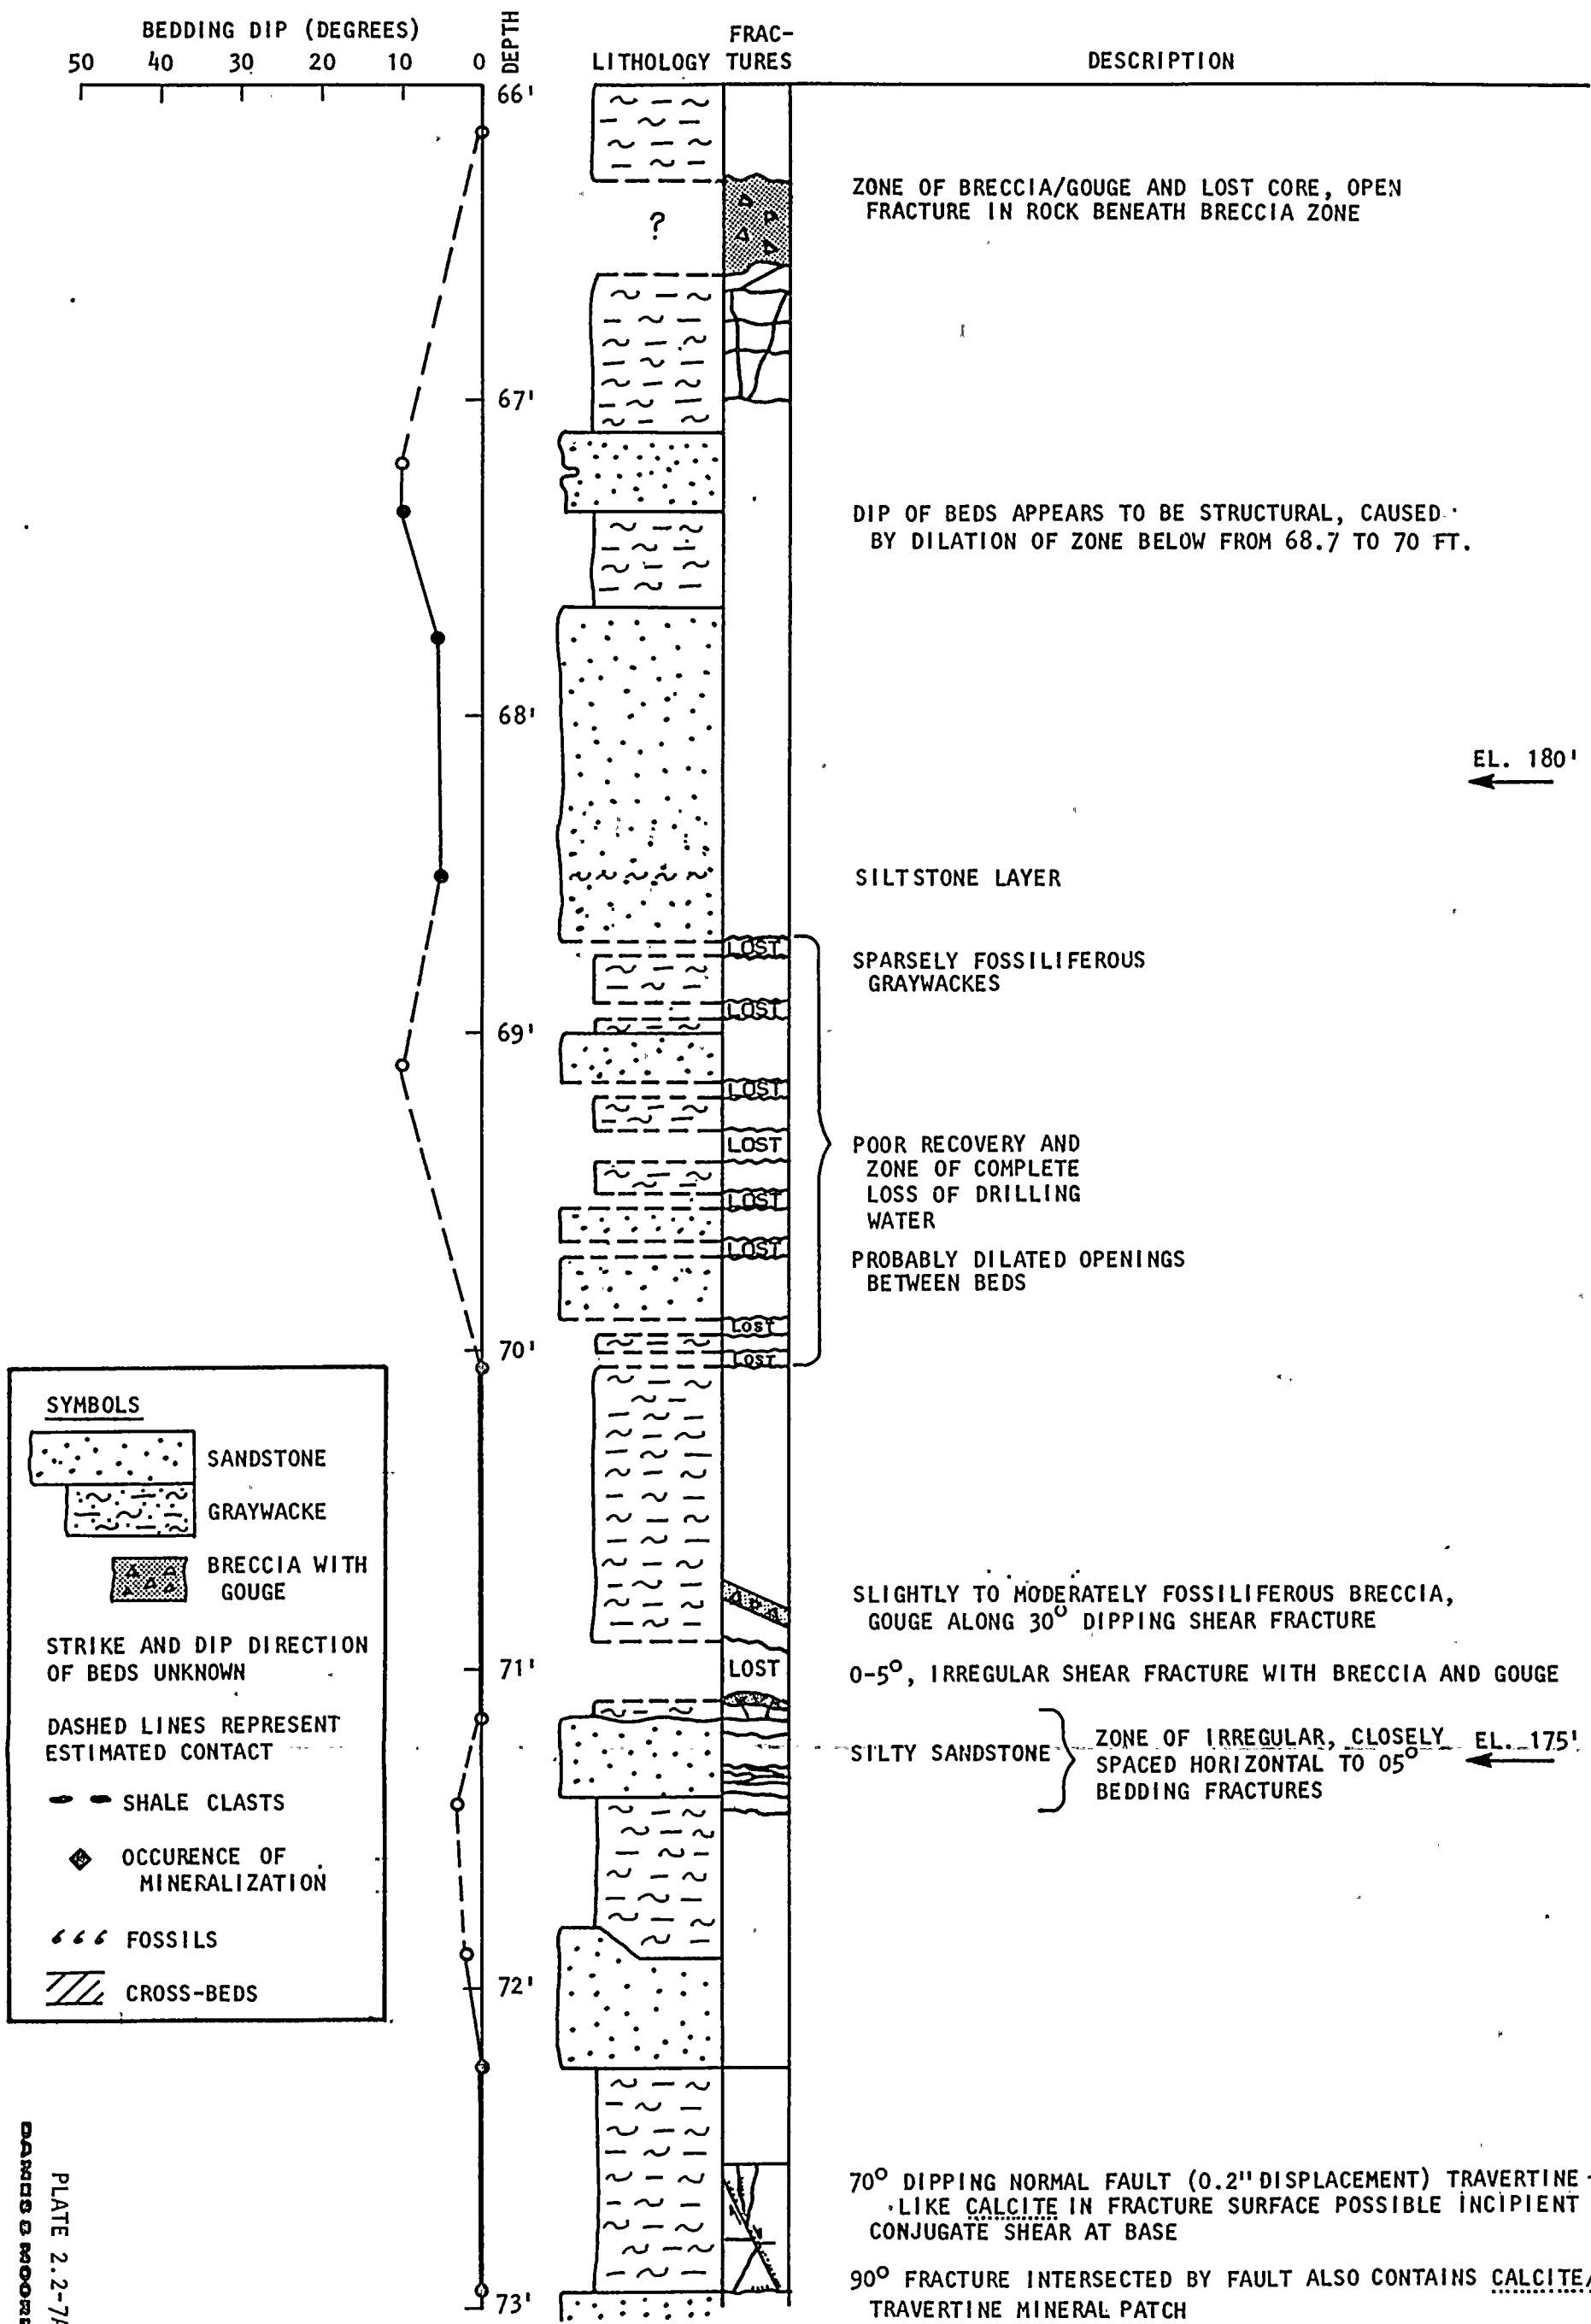 BEDDING DIP (DEGREES)
50 40 30 20 10 0
DEPTH
LITHOLOGY
FRAC-
TURES
DESCRIPTION
66'
ZONE OF BRECCIA/GOUGE AND LOST CORE, OPEN
FRACTURE IN ROCK BENEATH BRECCIA ZONE
?
67'
DIP OF BEDS APPEARS TO BE STRUCTURAL, CAUSED
BY DILATION OF ZONE BELOW FROM 68.7 TO 70 FT.
68'
EL. 180'
SILTSTONE LAYER
LOST
SPARSELY FOSSILIFEROUS
GRAYWACKES
LOST
69'
LOST
LOST
POOR RECOVERY AND
ZONE OF COMPLETE
LOSS OF DRILLING
WATER
LOST
LOST
PROBABLY DILATED OPENINGS
BETWEEN BEDS
LOST
70'
LOST
SLIGHTLY TO MODERATELY FOSSILIFEROUS BRECCIA,
GOUGE ALONG 30° DIPPING SHEAR FRACTURE
71'
LOST
0-5°, IRREGULAR SHEAR FRACTURE WITH BRECCIA AND GOUGE
SILTY SANDSTONE
ZONE OF IRREGULAR, CLOSELY
SPACED HORIZONTAL TO 05°
BEDDING FRACTURES
EL. 175'
72'
70° DIPPING NORMAL FAULT (0.2" DISPLACEMENT) TRAVERTINE -
LIKE CALCITE IN FRACTURE SURFACE POSSIBLE INCIPIENT
CONJUGATE SHEAR AT BASE
90° FRACTURE INTERSECTED BY FAULT ALSO CONTAINS CALCITE/
TRAVERTINE MINERAL PATCH
73'
SYMBOLS
SANDSTONE
GRAYWACKE
BRECCIA WITH
GOUGE
STRIKE AND DIP DIRECTION
OF BEDS UNKNOWN
DASHED LINES REPRESENT
ESTIMATED CONTACT
SHALE CLASTS
OCCURENCE OF
MINERALIZATION
FOSSILS
CROSS-BEDS
PLATE 2.2-7A
DAMES & MOORE